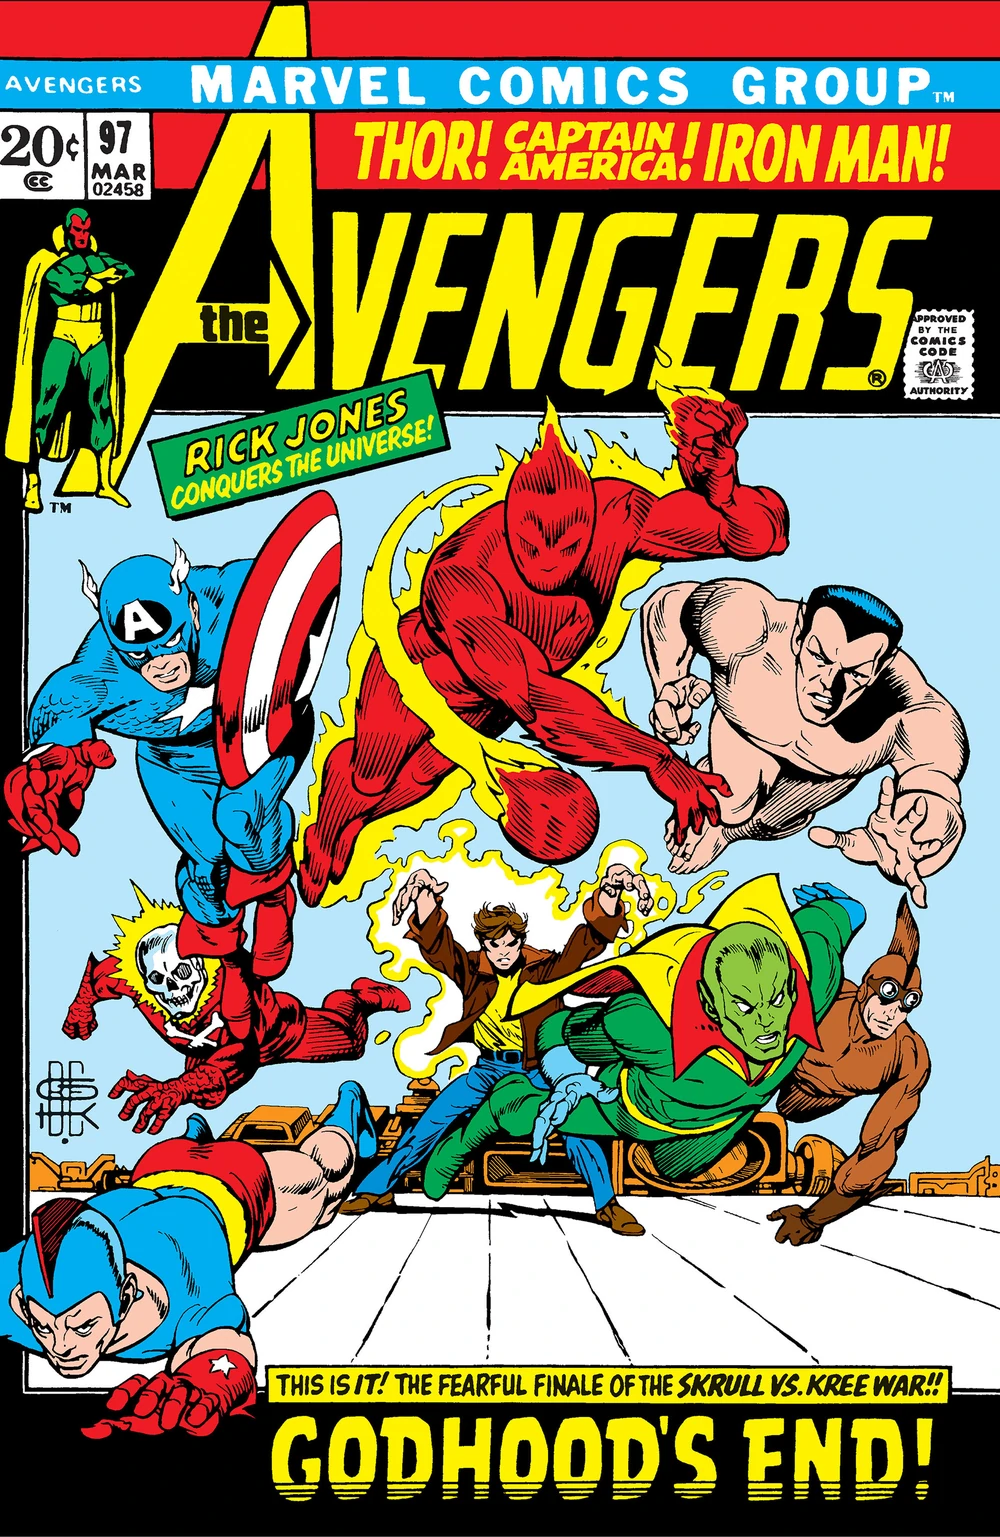 AVENGERS MARVEL COMICS GROUP™
20¢
CC
97
MAR
02458
THOR! CAPTAIN AMERICA! IRON MAN!
the AVENGERS®
APPROVED
BY THE
COMICS
CODE
CA
AUTHORITY
RICK JONES
CONQUERS THE UNIVERSE!
TM
A
THIS IS IT! THE FEARFUL FINALE OF THE SKRULL VS. KREE WAR!!
GODHOOD'S END!